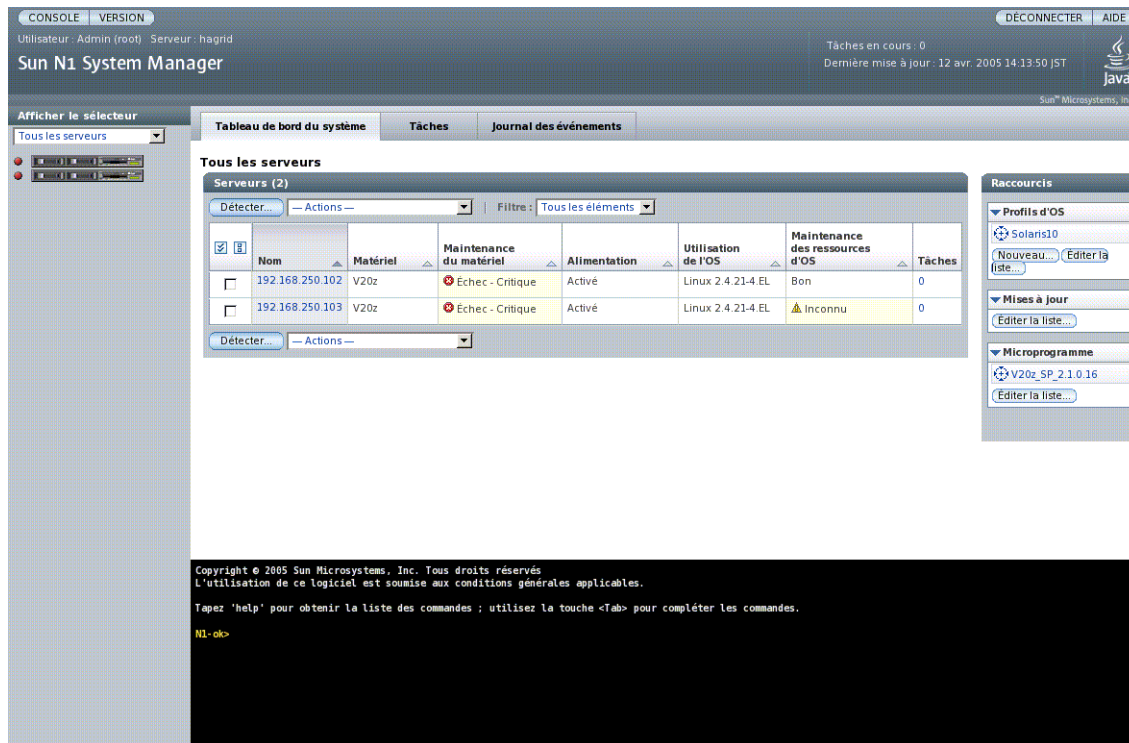 CONSOLE VERSION
DÉCONNECTER AIDE
Utilisateur : Admin (root) Serveur : hagrid
Sun N1 System Manager
Tâches en cours : 0
Dernière mise à jour : 12 avr. 2005 14:13:50 JST
Java
Sun™ Microsystems, In
Afficher le sélecteur
Tous les serveurs
Tableau de bord du système Tâches Journal des événements
Tous les serveurs
Serveurs (2)
Détecter... — Actions — | Filtre : Tous les éléments
Nom Matériel Maintenance du matériel Alimentation Utilisation de l'OS Maintenance des ressources d'OS Tâches
192.168.250.102 V20z Échec - Critique Activé Linux 2.4.21-4.EL Bon 0
192.168.250.103 V20z Échec - Critique Activé Linux 2.4.21-4.EL Inconnu 0
Détecter... — Actions —
Raccourcis
Profils d'OS
Solaris10
Nouveau... Éditer la
liste...
Mises à jour
Éditer la liste...
Microprogramme
V20z_SP_2.1.0.16
Éditer la liste...
Copyright © 2005 Sun Microsystems, Inc. Tous droits réservés
L'utilisation de ce logiciel est soumise aux conditions générales applicables.
Tapez 'help' pour obtenir la liste des commandes ; utilisez la touche <Tab> pour compléter les commandes.
N1-ok>